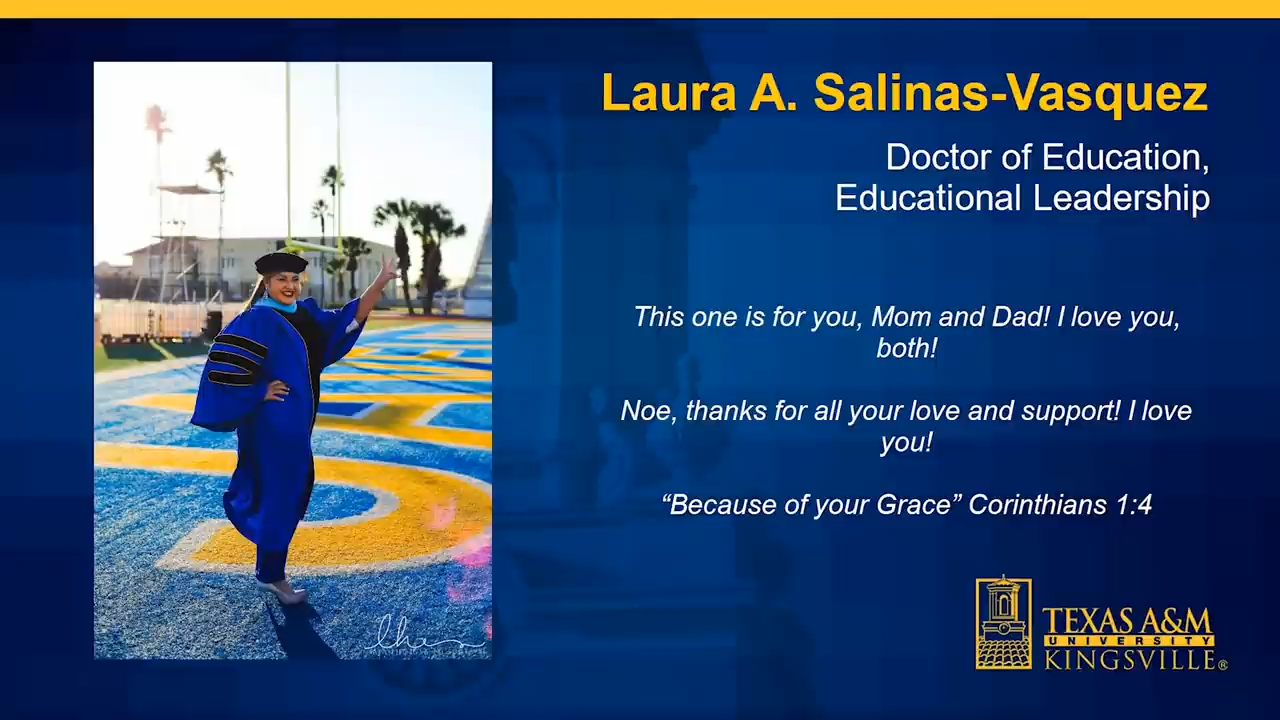 Laura A. Salinas-Vasquez
Doctor of Education,
Educational Leadership
This one is for you, Mom and Dad! I love you,
both!
Noe, thanks for all your love and support! I love
you!
“Because of your Grace” Corinthians 1:4
TEXAS A&M
UNIVERSITY
KINGSVILLE®